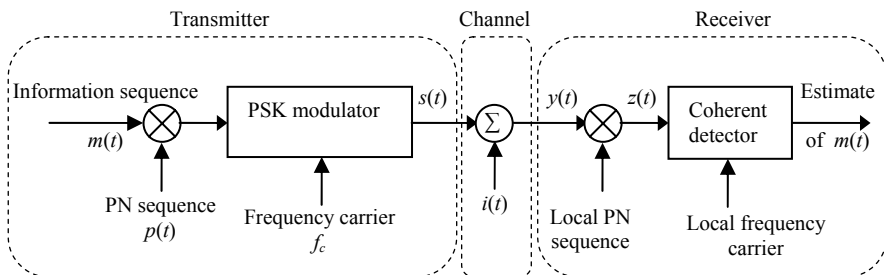 Transmitter
Channel
Receiver
Information sequence
m(t)
PN sequence
p(t)
PSK modulator
Frequency carrier
f_c
s(t)
Σ
i(t)
y(t)
Local PN
sequence
z(t)
Coherent
detector
Local frequency
carrier
Estimate
of m(t)